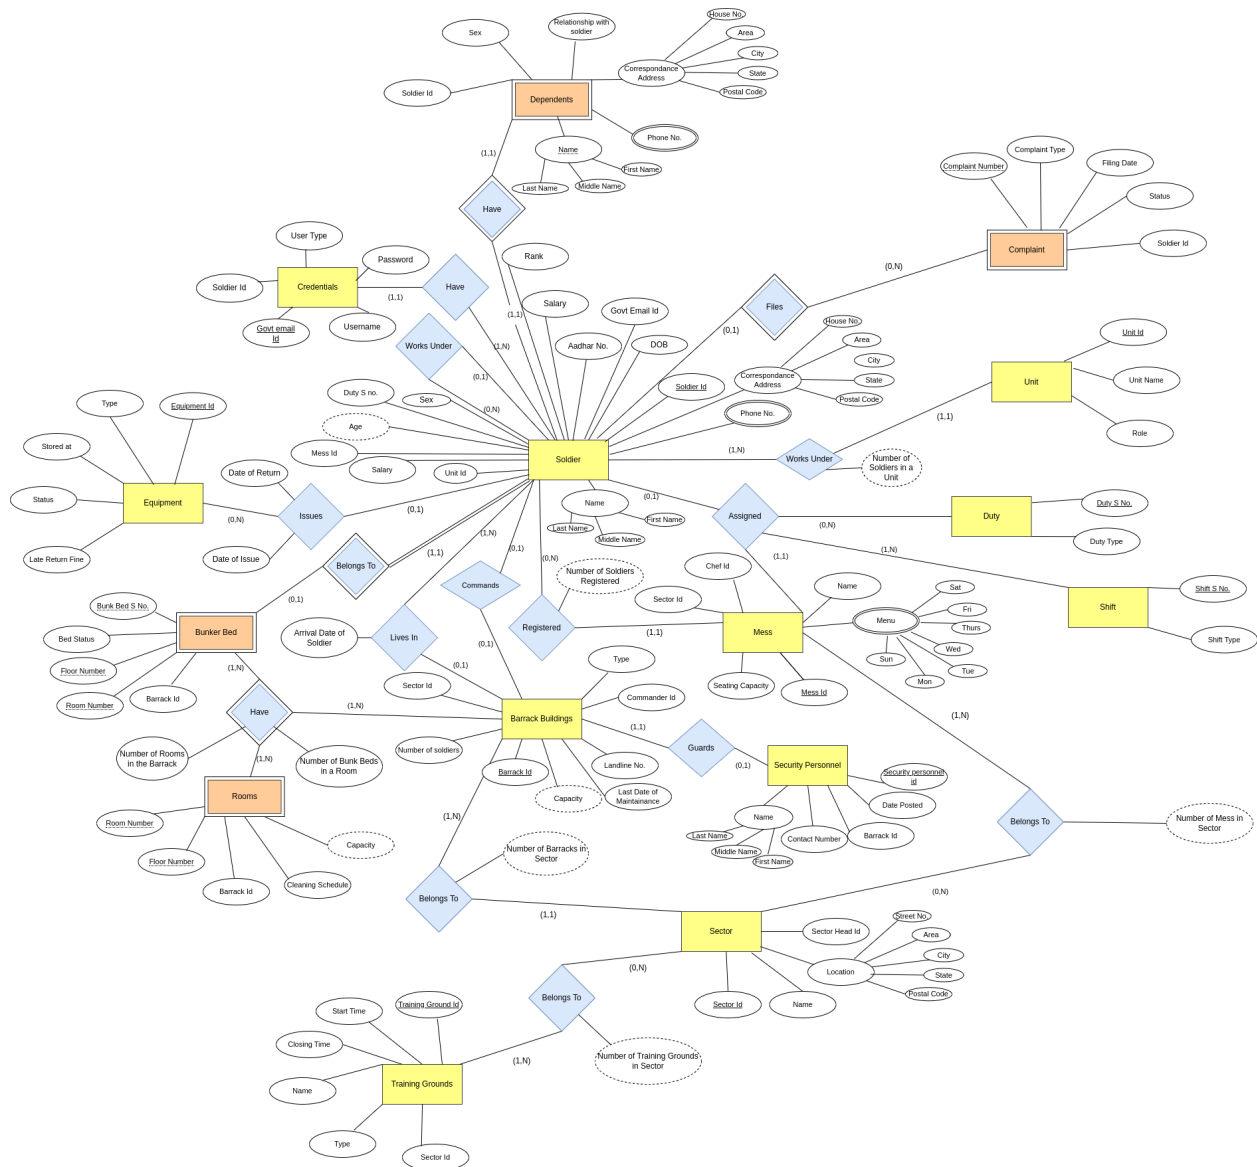 House No.
Relationship with
soldier
Sex
Area
City
Correspondance
Address
State
Soldier Id
Dependents
Postal Code
Phone No.
Name
(1,1)
First Name
Last Name
Middle Name
Complaint Type
Complaint Number
Filing Date
Status
Have
User Type
Soldier Id
Complaint
Rank
Password
(0,N)
Credentials
Soldier Id
Have
(1,1)
Salary
Files
Govt Email Id
(1,1)
House No.
Govt email
Id
Username
(0,1)
Unit Id
Area
Works Under
(1,N)
Aadhar No.
DOB
City
(0,1)
Correspondance
Address
State
Unit
Unit Name
Soldier Id
Duty S no.
Sex
Postal Code
Type
Equipment Id
(0,N)
Phone No.
(1,1)
Age
Role
Stored at
Mess Id
(1,N)
Soldier
Works Under
Number of
Soldiers in a
Unit
Salary
Unit Id
Date of Return
Status
Equipment
(0,1)
Name
Duty S No.
Issues
(0,1)
First Name
Assigned
Duty
(0,N)
Last Name
(0,N)
Middle Name
Duty Type
Late Return Fine
Date of Issue
(1,N)
(1,1)
(0,1)
(1,1)
(1,N)
Belongs To
(0,N)
Chef Id
Number of Soldiers
Registered
Commands
Name
Sat
Shift S No.
(0,1)
Sector Id
Bunk Bed S No.
Fri
Shift
Menu
Thurs
Bed Status
Bunker Bed
Arrival Date of
Soldier
Lives In
Registered
(1,1)
Mess
Shift Type
(0,1)
Wed
Type
Sun
Floor Number
(1,N)
(0,1)
Tue
Sector Id
Seating Capacity
Mon
Mess Id
Barrack Id
Room Number
Commander Id
(1,N)
Have
Barrack Buildings
(1,N)
(1,1)
Number of Rooms
in the Barrack
Number of soldiers
Guards
Number of Bunk Beds
in a Room
(1,N)
Landline No.
Security Personnel
(0,1)
Barrack Id
Security personnel
id
Rooms
Last Date of
Maintainance
Capacity
Date Posted
Room Number
(1,N)
Name
Belongs To
Number of Mess in
Sector
Last Name
Contact Number
Barrack Id
Capacity
Middle Name
Number of Barracks in
Sector
First Name
Floor Number
Barrack Id
Cleaning Schedule
Belongs To
(0,N)
(1,1)
Street No.
Sector
Sector Head Id
Area
City
(0,N)
Location
State
Belongs To
Postal Code
Training Ground Id
Sector Id
Name
Start Time
Closing Time
(1,N)
Number of Training Grounds
in Sector
Name
Training Grounds
Type
Sector Id